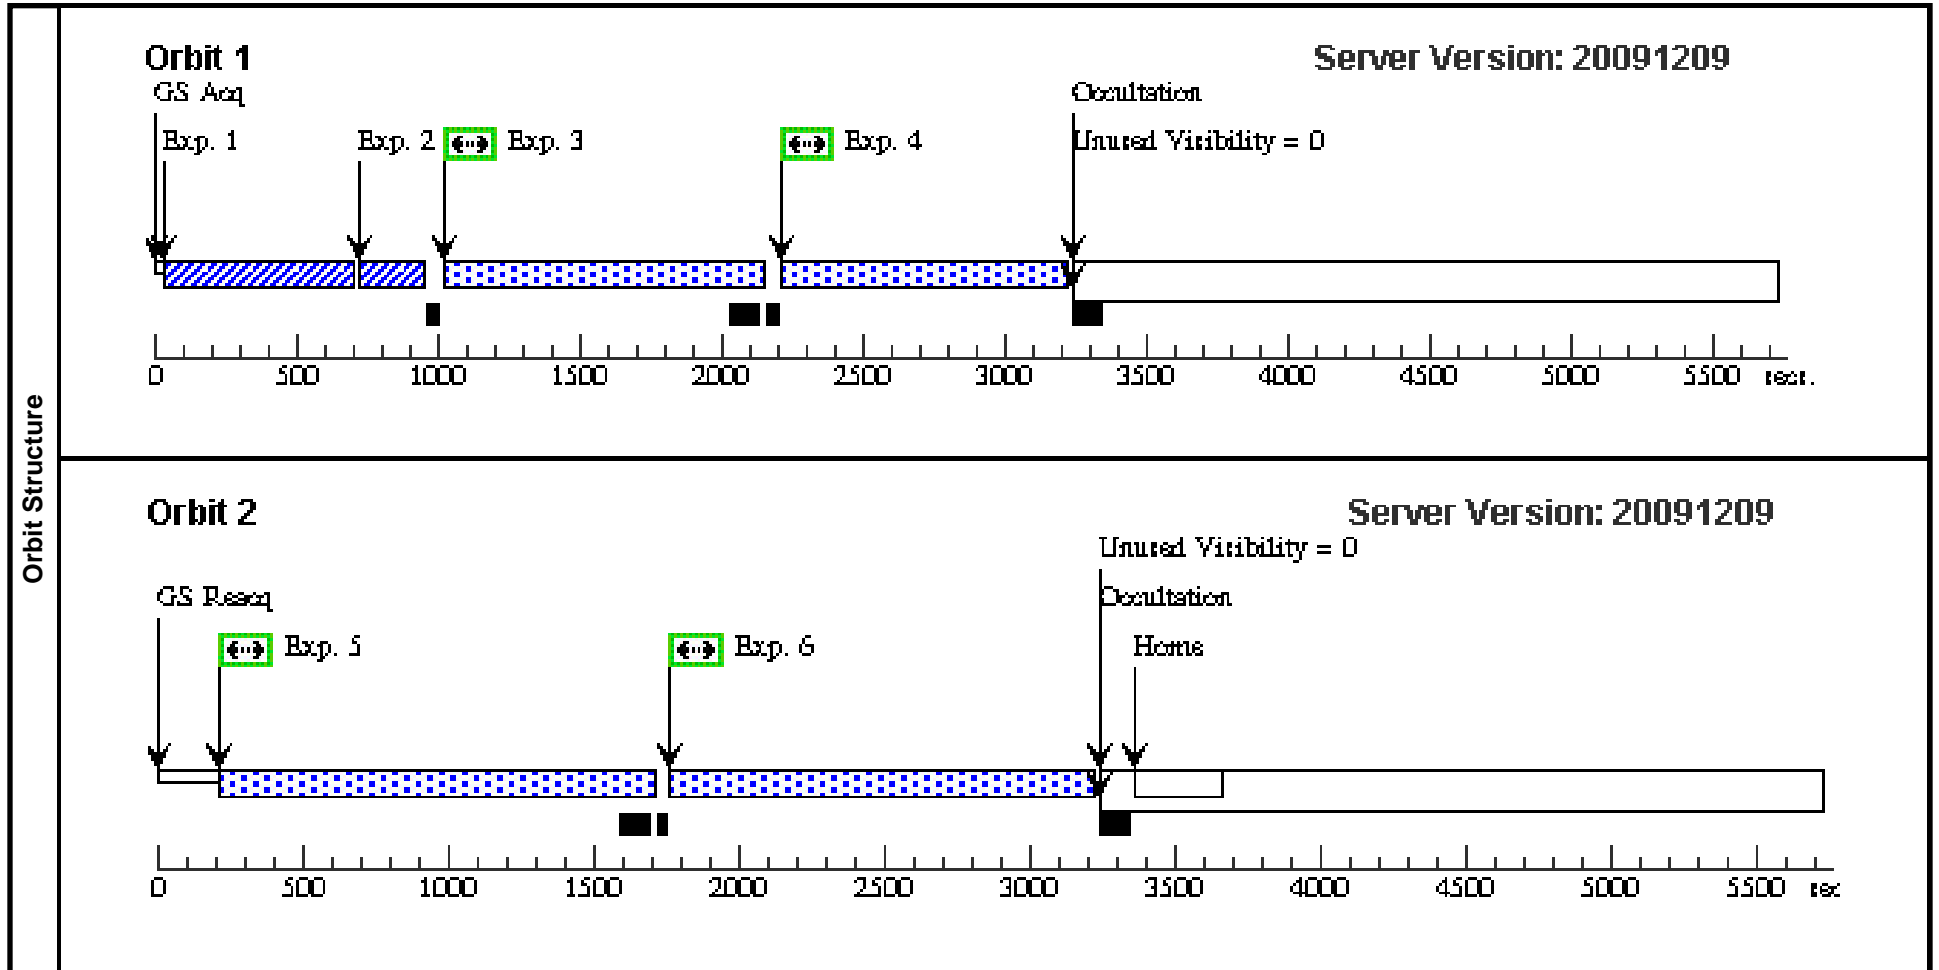 Orbit Structure
Orbit 1
Server Version: 20091209
GS Acq
Occultation
Exp. 1
Exp. 2
Exp. 3
Exp. 4
Unused Visibility = 0
0 500 1000 1500 2000 2500 3000 3500 4000 4500 5000 5500 secs.
Orbit 2
Server Version: 20091209
Unused Visibility = 0
GS Reacq
Occultation
Exp. 5
Exp. 6
Home
0 500 1000 1500 2000 2500 3000 3500 4000 4500 5000 5500 sec